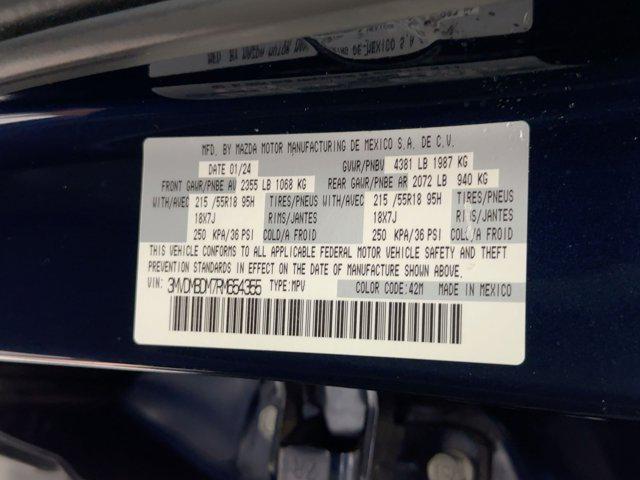 MFD. BY MAZDA MOTOR MANUFACTURING DE MEXICO S.A. DE C.V.
DATE 01/24 GVWR/PNBV 4381 LB 1987 KG
FRONT GAWR/PNBE AV 2355 LB 1068 KG REAR GAWR/PNBE AR 2072 LB 940 KG
WITH/AVEC 215 /55R18 95H TIRES/PNEUS WITH/AVEC 215 /55R18 95H TIRES/PNEUS
18X7J RIMS/JANTES 18X7J RIMS/JANTES
250 KPA/36 PSI COLD/A FROID 250 KPA/36 PSI COLD/A FROID
THIS VEHICLE CONFORMS TO ALL APPLICABLE FEDERAL MOTOR VEHICLE SAFETY AND THEFT
PREVENTION STANDARDS IN EFFECT ON THE DATE OF MANUFACTURE SHOWN ABOVE.
VIN: 3MVDMBDM7RM654355 TYPE:MPV COLOR CODE:42M MADE IN MEXICO